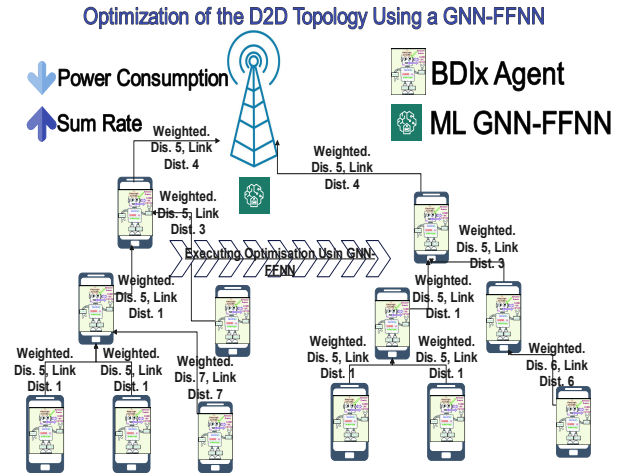 Optimization of the D2D Topology Using a GNN-FFNN
Power Consumption
BDIx Agent
Sum Rate
ML GNN-FFNN
Weighted.
Dis. 5, Link
Dist. 4
Weighted.
Dis. 5, Link
Dist. 4
Weighted.
Dis. 5, Link
Dist. 3
Weighted.
Dis. 5, Link
Dist. 3
Executing Optimisation Usin GNN-
FFNN
Weighted.
Dis. 5, Link
Dist. 1
Weighted.
Dis. 5, Link
Dist. 1
Weighted.
Dis. 5, Link
Dist. 1
Weighted.
Dis. 5, Link
Dist. 1
Weighted.
Dis. 7, Link
Dist. 7
Weighted.
Dis. 5, Link
Dist. 1
Weighted.
Dis. 5, Link
Dist. 1
Weighted.
Dis. 6, Link
Dist. 6